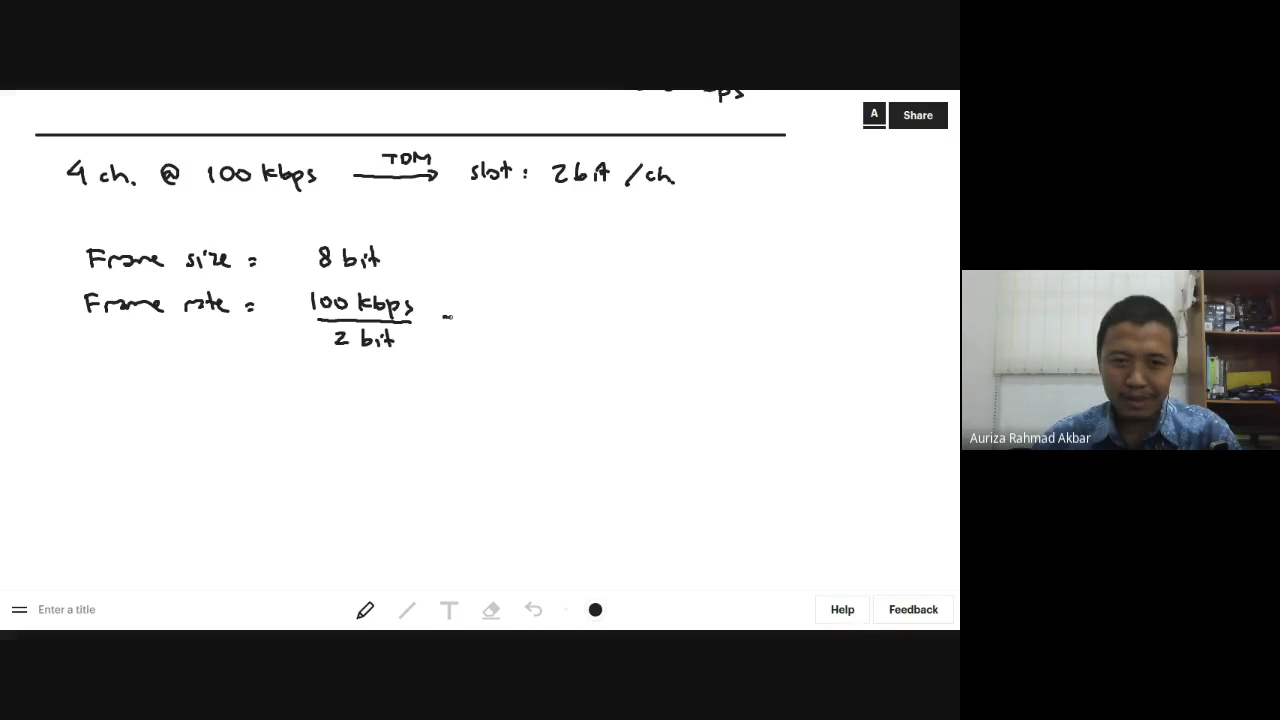 A
Share
4 ch. @ 100 kbps TDM slot : 2 bit / ch.
Frame size = 8 bit
Frame rate = 100 kbps
2 bit
Auriza Rahmad Akbar
Enter a title
T
Help
Feedback